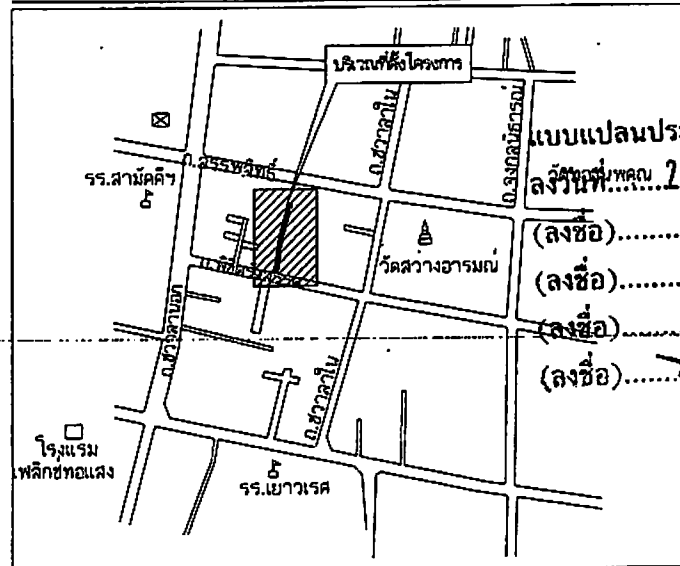 บริเวณที่ตั้งโครงการ
ถ.ชวาลาใน
ถ.จงกลนิธารณ์
ถ.สรรพสิทธิ์
รร.สามัคคีฯ
วัดสว่างอารมณ์
แบบแปลนประ
ลงวันที่........2
(ลงชื่อ)........
(ลงชื่อ)........
(ลงชื่อ)........
(ลงชื่อ)........
ถ.ชวาลานอก
ถ.ชวาลาใน
โรงแรม
เฟลิกซ์ทอแสง
รร.เยาวเรศ